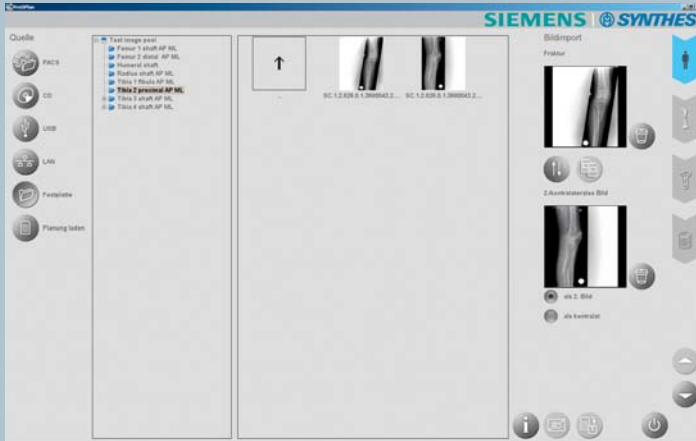 PreOPlan
SIEMENS SYNTHES
Quelle
PACS
CD
USB
LAN
Festplatte
Planung laden
Test image pool
Femur 1 shaft AP ML
Femur 2 distal AP ML
Humeral shaft
Radius shaft AP ML
Tibia 1 fibula AP ML
Tibia 2 proximal AP ML
Tibia 3 shaft AP ML
Tibia 4 shaft AP ML
..
Bildimport
Fraktur
2.Kontralaterales Bild
als 2. Bild
als kontralat